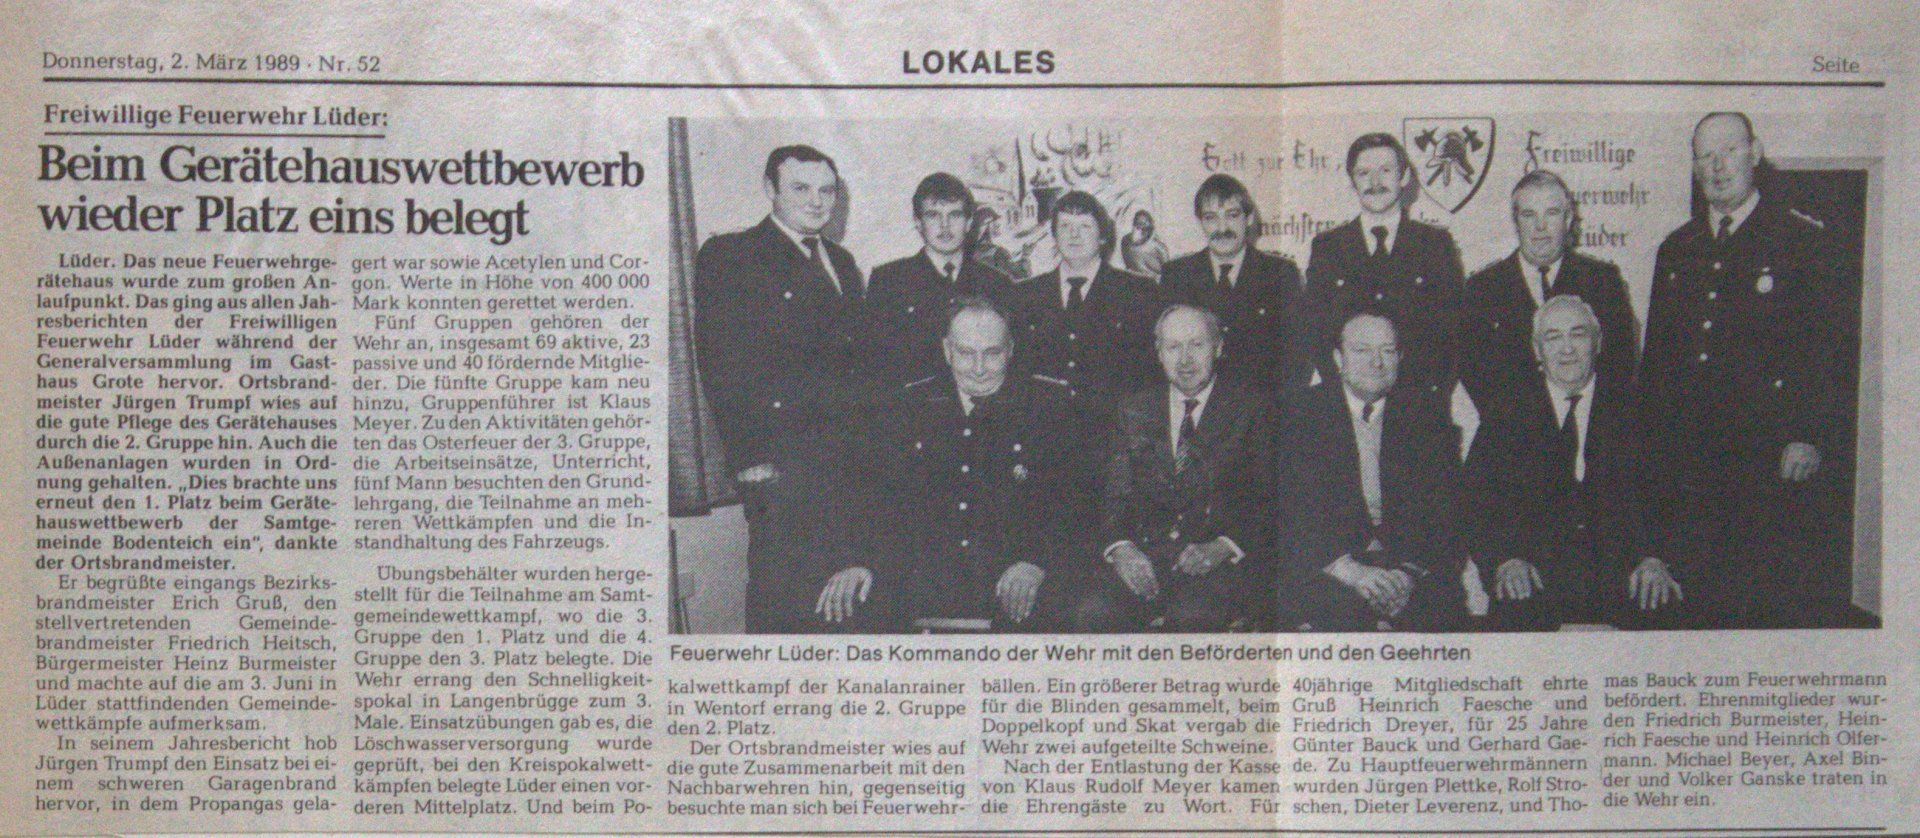 Donnerstag, 2. März 1989 · Nr. 52
LOKALES
Seite
Freiwillige Feuerwehr Lüder:
Beim Gerätehauswettbewerb
wieder Platz eins belegt
Lüder. Das neue Feuerwehrge-
rätehaus wurde zum großen An-
laufpunkt. Das ging aus allen Jah-
resberichten der Freiwilligen
Feuerwehr Lüder während der
Generalversammlung im Gast-
haus Grote hervor. Ortsbrand-
meister Jürgen Trumpf wies auf
die gute Pflege des Gerätehauses
durch die 2. Gruppe hin. Auch die
Außenanlagen wurden in Ord-
nung gehalten. „Dies brachte uns
erneut den 1. Platz beim Geräte-
hauswettbewerb der Samtge-
meinde Bodenteich ein“, dankte
der Ortsbrandmeister.
Er begrüßte eingangs Bezirks-
brandmeister Erich Gruß, den
stellvertretenden Gemeinde-
brandmeister Friedrich Heitsch,
Bürgermeister Heinz Burmeister
und machte auf die am 3. Juni in
Lüder stattfindenden Gemeinde-
wettkämpfe aufmerksam.
In seinem Jahresbericht hob
Jürgen Trumpf den Einsatz bei ei-
nem schweren Garagenbrand
hervor, in dem Propangas gela-
gert war sowie Acetylen und Cor-
gon. Werte in Höhe von 400 000
Mark konnten gerettet werden.
Fünf Gruppen gehören der
Wehr an, insgesamt 69 aktive, 23
passive und 40 fördernde Mitglie-
der. Die fünfte Gruppe kam neu
hinzu, Gruppenführer ist Klaus
Meyer. Zu den Aktivitäten gehör-
ten das Osterfeuer der 3. Gruppe,
die Arbeitseinsätze, Unterricht,
fünf Mann besuchten den Grund-
lehrgang, die Teilnahme an meh-
reren Wettkämpfen und die In-
standhaltung des Fahrzeugs.
Übungsbehälter wurden herge-
stellt für die Teilnahme am Samt-
gemeindewettkampf, wo die 3.
Gruppe den 1. Platz und die 4.
Gruppe den 3. Platz belegte. Die
Wehr errang den Schnelligkeit-
spokal in Langenbrügge zum 3.
Male. Einsatzübungen gab es, die
Löschwasserversorgung wurde
geprüft, bei den Kreispokalwett-
kämpfen belegte Lüder einen vor-
deren Mittelplatz. Und beim Po-
Gott zur Ehr,
nächsten
Freiwillige
Feuerwehr
Lüder
Feuerwehr Lüder: Das Kommando der Wehr mit den Beförderten und den Geehrten
kalwettkampf der Kanalanrainer
in Wentorf errang die 2. Gruppe
den 2. Platz.
Der Ortsbrandmeister wies auf
die gute Zusammenarbeit mit den
Nachbarwehren hin, gegenseitig
besuchte man sich bei Feuerwehr-
bällen. Ein größerer Betrag wurde
für die Blinden gesammelt, beim
Doppelkopf und Skat vergab die
Wehr zwei aufgeteilte Schweine.
Nach der Entlastung der Kasse
von Klaus Rudolf Meyer kamen
die Ehrengäste zu Wort. Für
40jährige Mitgliedschaft ehrte
Gruß Heinrich Faesche und
Friedrich Dreyer, für 25 Jahre
Günter Bauck und Gerhard Gae-
de. Zu Hauptfeuerwehrmännern
wurden Jürgen Plettke, Rolf Stro-
schen, Dieter Leverenz, und Tho-
mas Bauck zum Feuerwehrmann
befördert. Ehrenmitglieder wur-
den Friedrich Burmeister, Hein-
rich Faesche und Heinrich Olfer-
mann. Michael Beyer, Axel Bin-
der und Volker Ganske traten in
die Wehr ein.